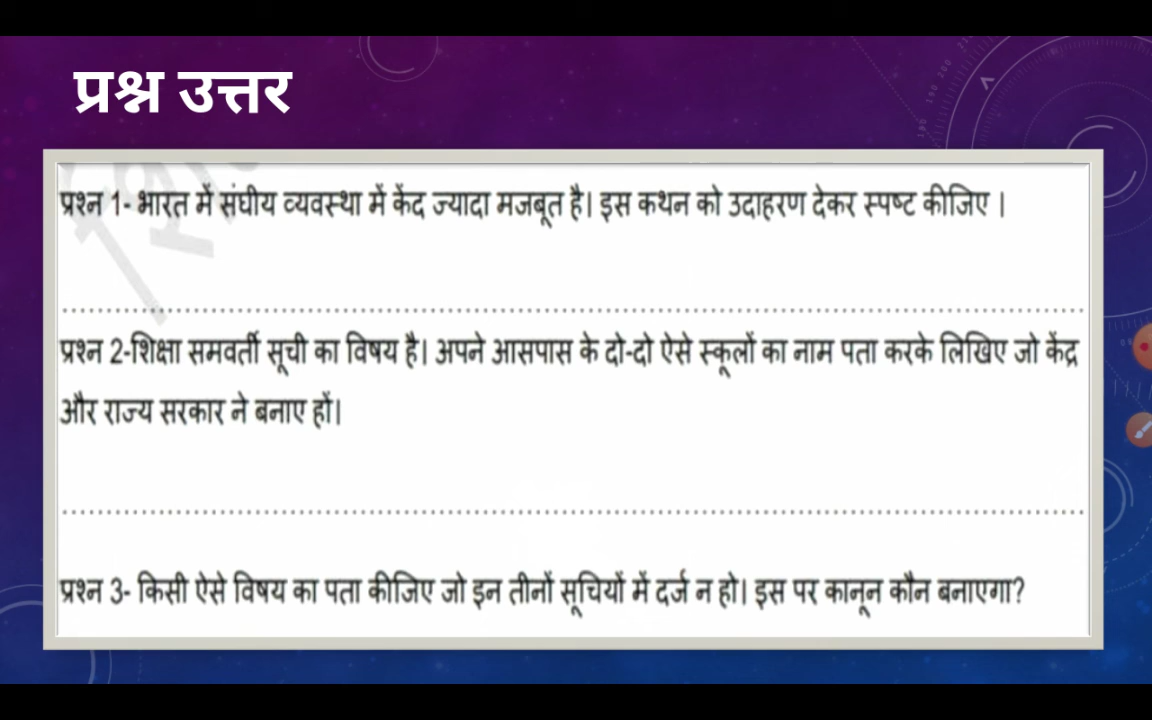 प्रश्न उत्तर
प्रश्न 1- भारत में संघीय व्यवस्था में केंद ज्यादा मजबूत है। इस कथन को उदाहरण देकर स्पष्ट कीजिए ।
प्रश्न 2-शिक्षा समवर्ती सूची का विषय है। अपने आसपास के दो-दो ऐसे स्कूलों का नाम पता करके लिखिए जो केंद्र
और राज्य सरकार ने बनाए हों।
प्रश्न 3- किसी ऐसे विषय का पता कीजिए जो इन तीनों सूचियों में दर्ज न हो। इस पर कानून कौन बनाएगा?